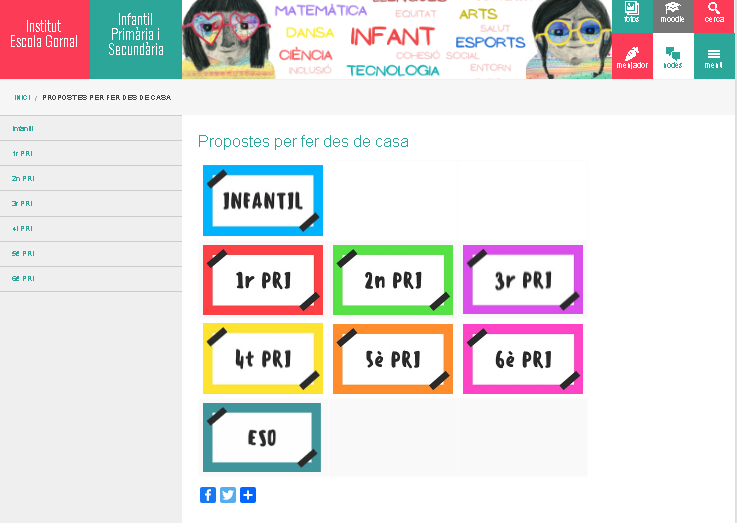 Institut
Escola Gornal
Infantil
Primària i
Secundària
MATEMÀTICA
EQUITAT
ARTS
SALUT
DANSA
INFANT
ESPORTS
CIÈNCIA
COHESIÓ SOCIAL
INCLUSIÓ
TECNOLOGIA
ENTORN
fotos
moodle
cerca
menjador
nodes
menú
INICI / PROPOSTES PER FER DES DE CASA
Infantil
1r PRI
2n PRI
3r PRI
4t PRI
5è PRI
6è PRI
Propostes per fer des de casa
INFANTIL
1r PRI
2n PRI
3r PRI
4t PRI
5è PRI
6è PRI
ESO